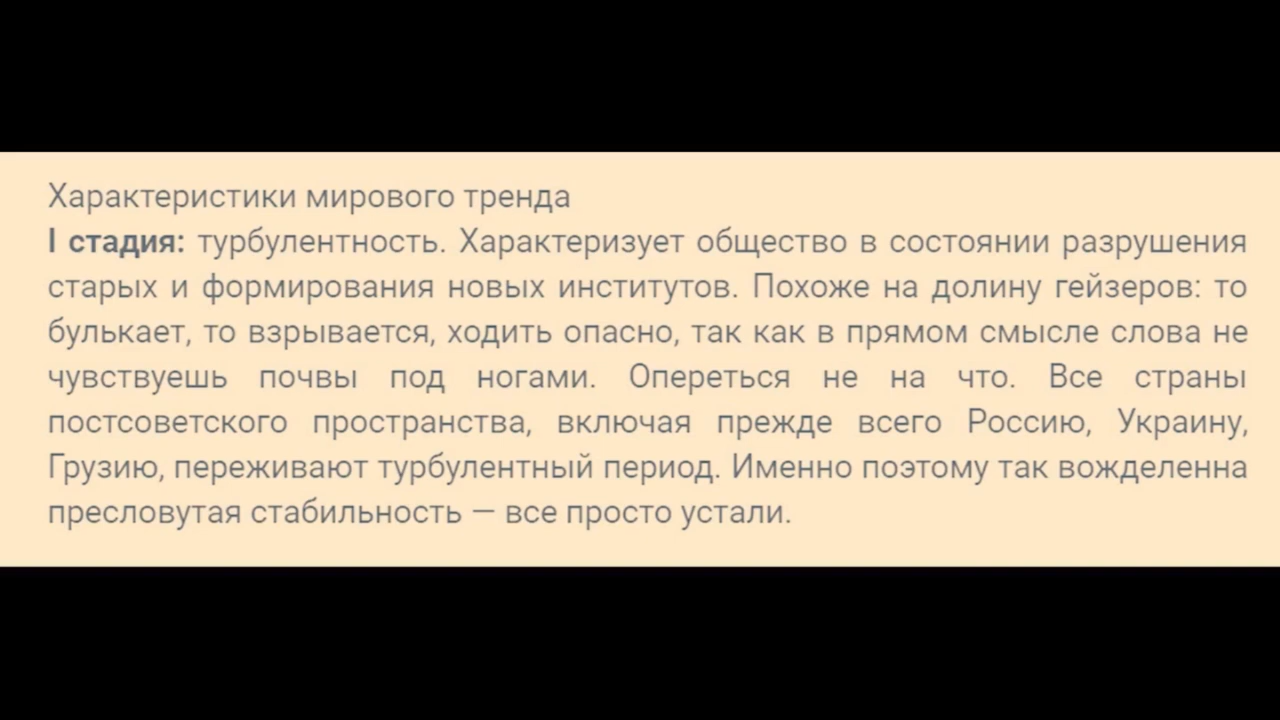 Характеристики мирового тренда
I стадия: турбулентность. Характеризует общество в состоянии разрушения
старых и формирования новых институтов. Похоже на долину гейзеров: то
булькает, то взрывается, ходить опасно, так как в прямом смысле слова не
чувствуешь почвы под ногами. Опереться не на что. Все страны
постсоветского пространства, включая прежде всего Россию, Украину,
Грузию, переживают турбулентный период. Именно поэтому так вожделенна
пресловутая стабильность — все просто устали.